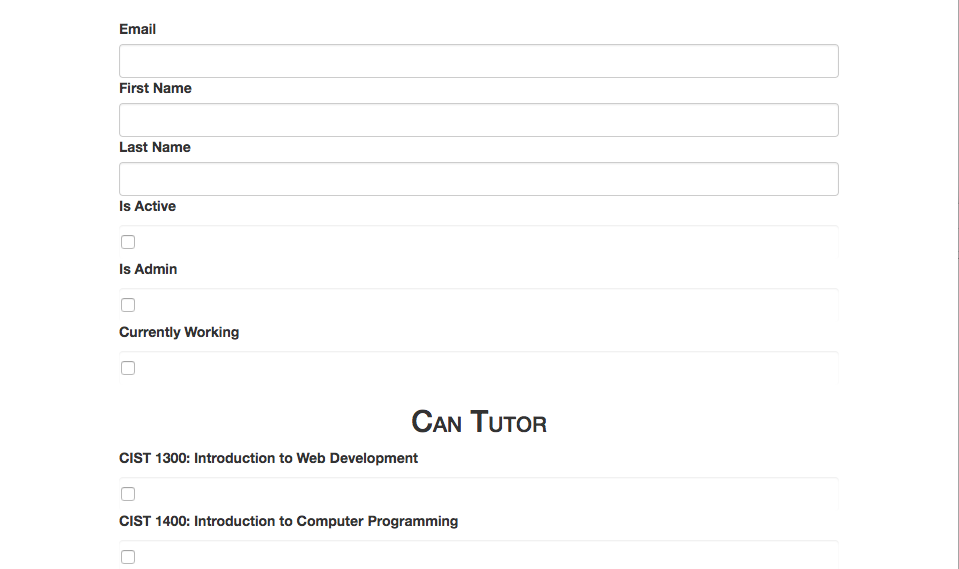 Email
First Name
Last Name
Is Active
Is Admin
Currently Working
Can Tutor
CIST 1300: Introduction to Web Development
CIST 1400: Introduction to Computer Programming